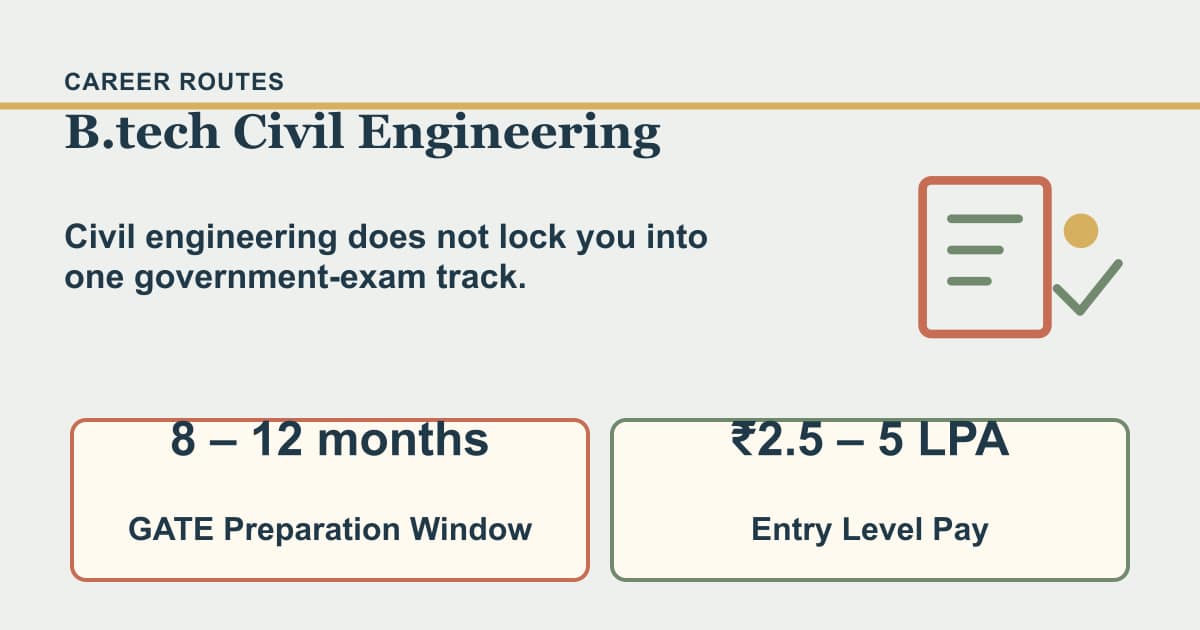 CAREER ROUTES
B.tech Civil Engineering
Civil engineering does not lock you into
one government-exam track.
8 – 12 months
GATE Preparation Window
₹2.5 – 5 LPA
Entry Level Pay